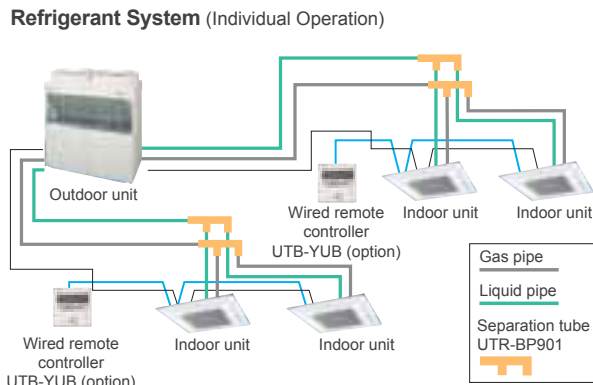 Refrigerant System (Individual Operation)
Outdoor unit
Wired remote
controller
UTB-YUB (option)
Indoor unit
Indoor unit
Gas pipe
Liquid pipe
Separation tube
UTR-BP901
Wired remote
controller
UTB-YUB (option)
Indoor unit
Indoor unit